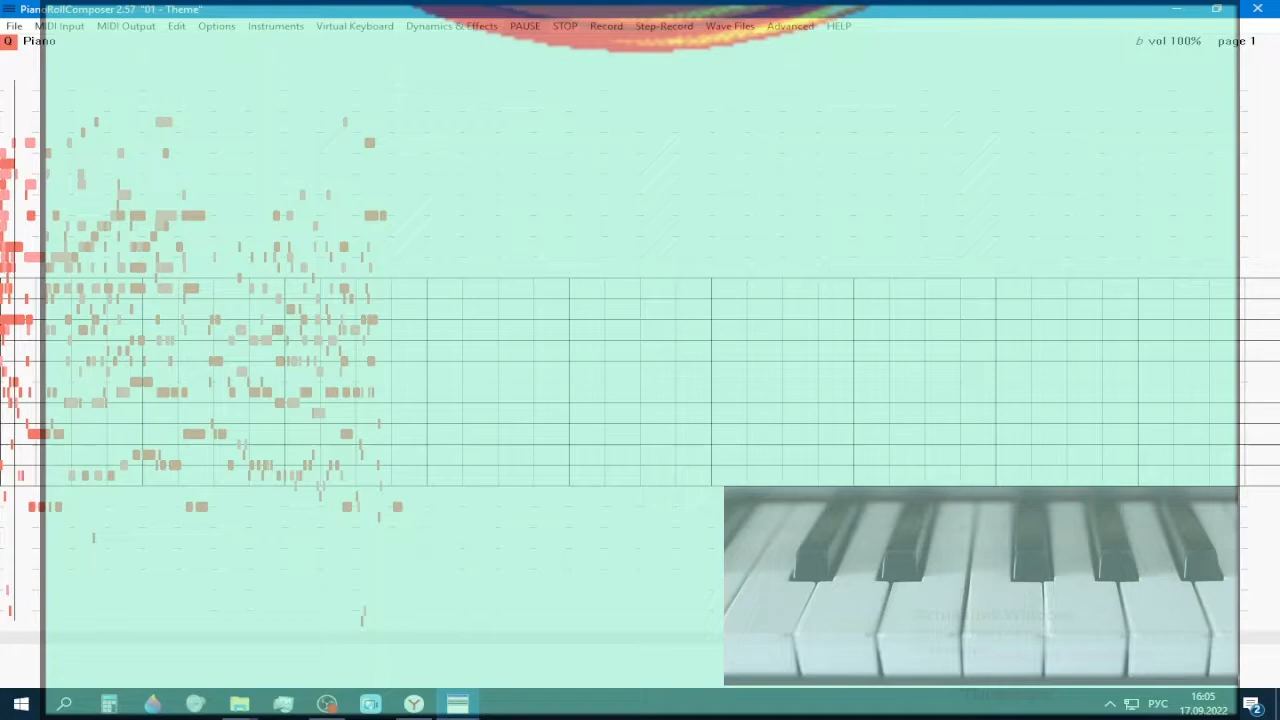 PianoRollComposer 2.57 "01 - Theme"
File MIDI Input MIDI Output Edit Options Instruments Virtual Keyboard Dynamics & Effects PAUSE STOP Record Step-Record Wave Files Advanced HELP
Q Piano b vol 100% page 1
16:05
РУС
17.09.2022
2